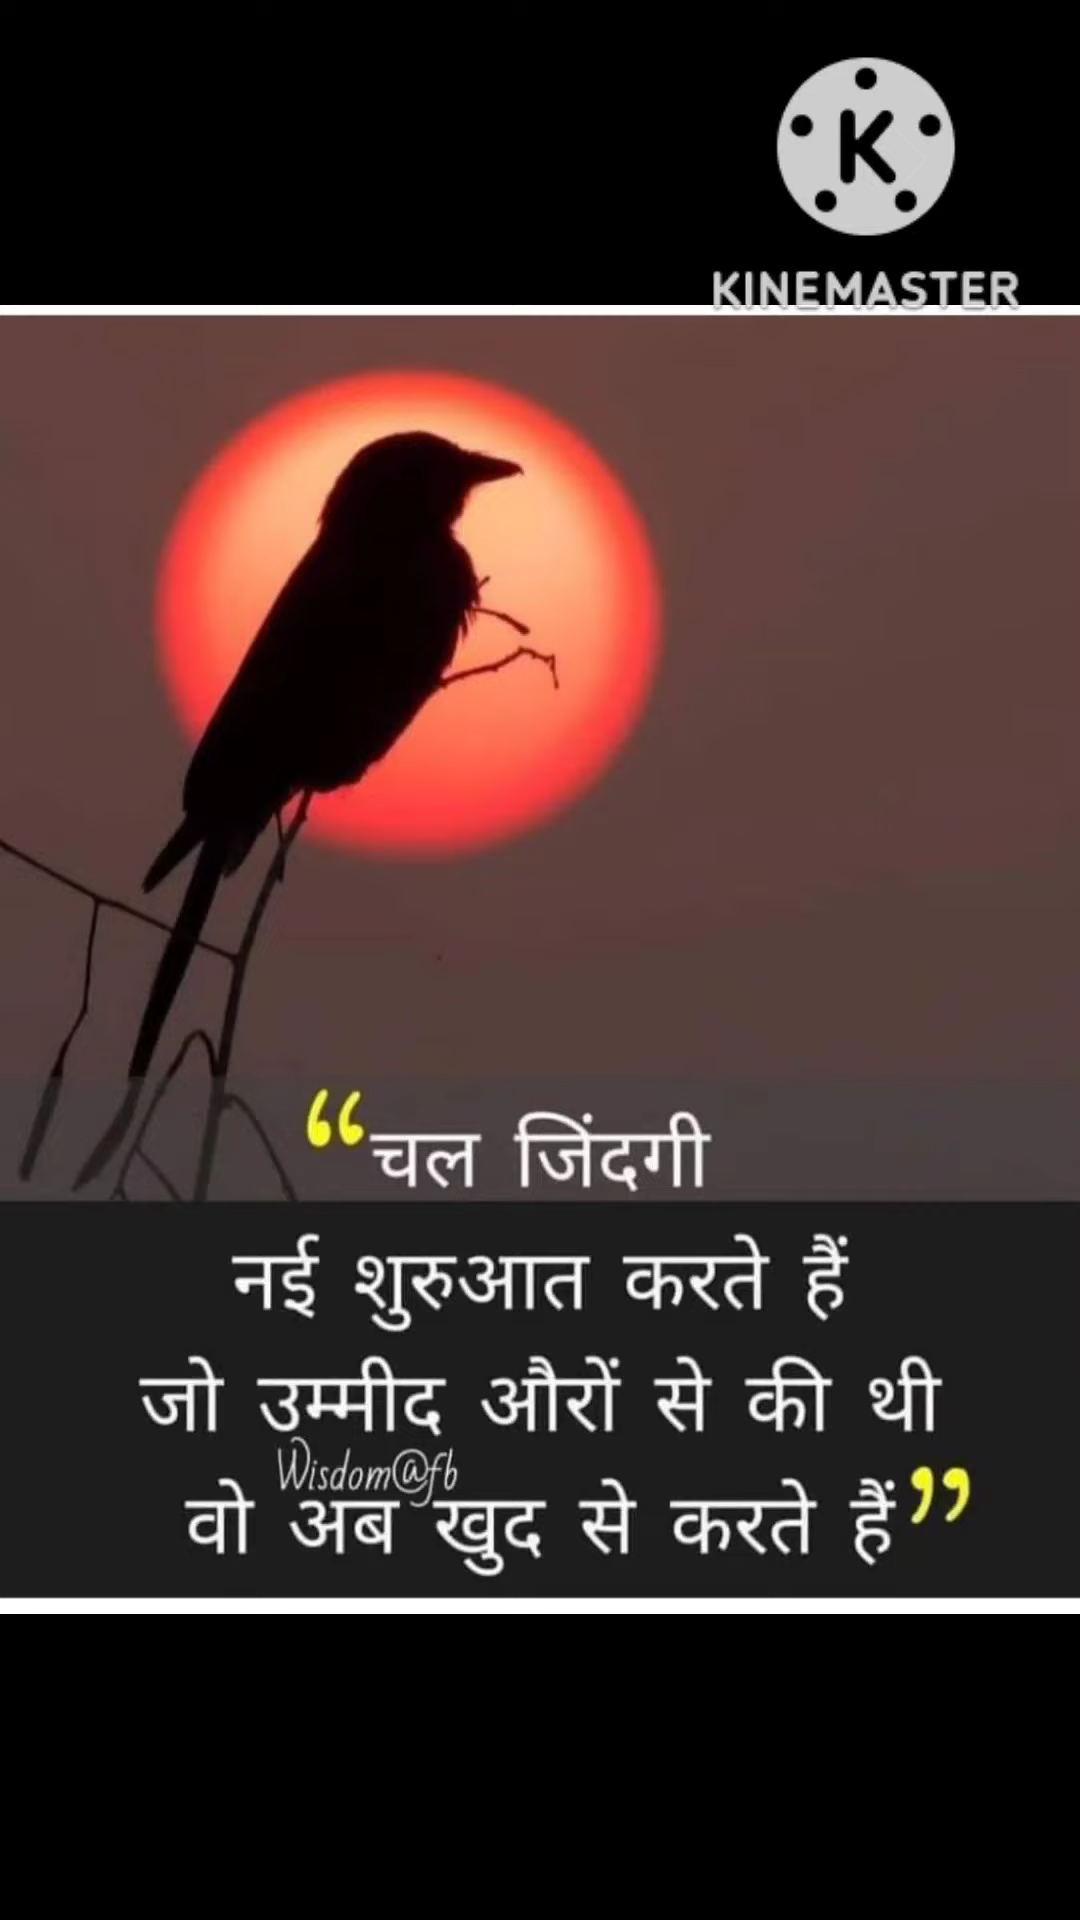 K
KINEMASTER
“चल जिंदगी
नई शुरुआत करते हैं
जो उम्मीद औरों से की थी
Wisdom@fb
वो अब खुद से करते हैं”